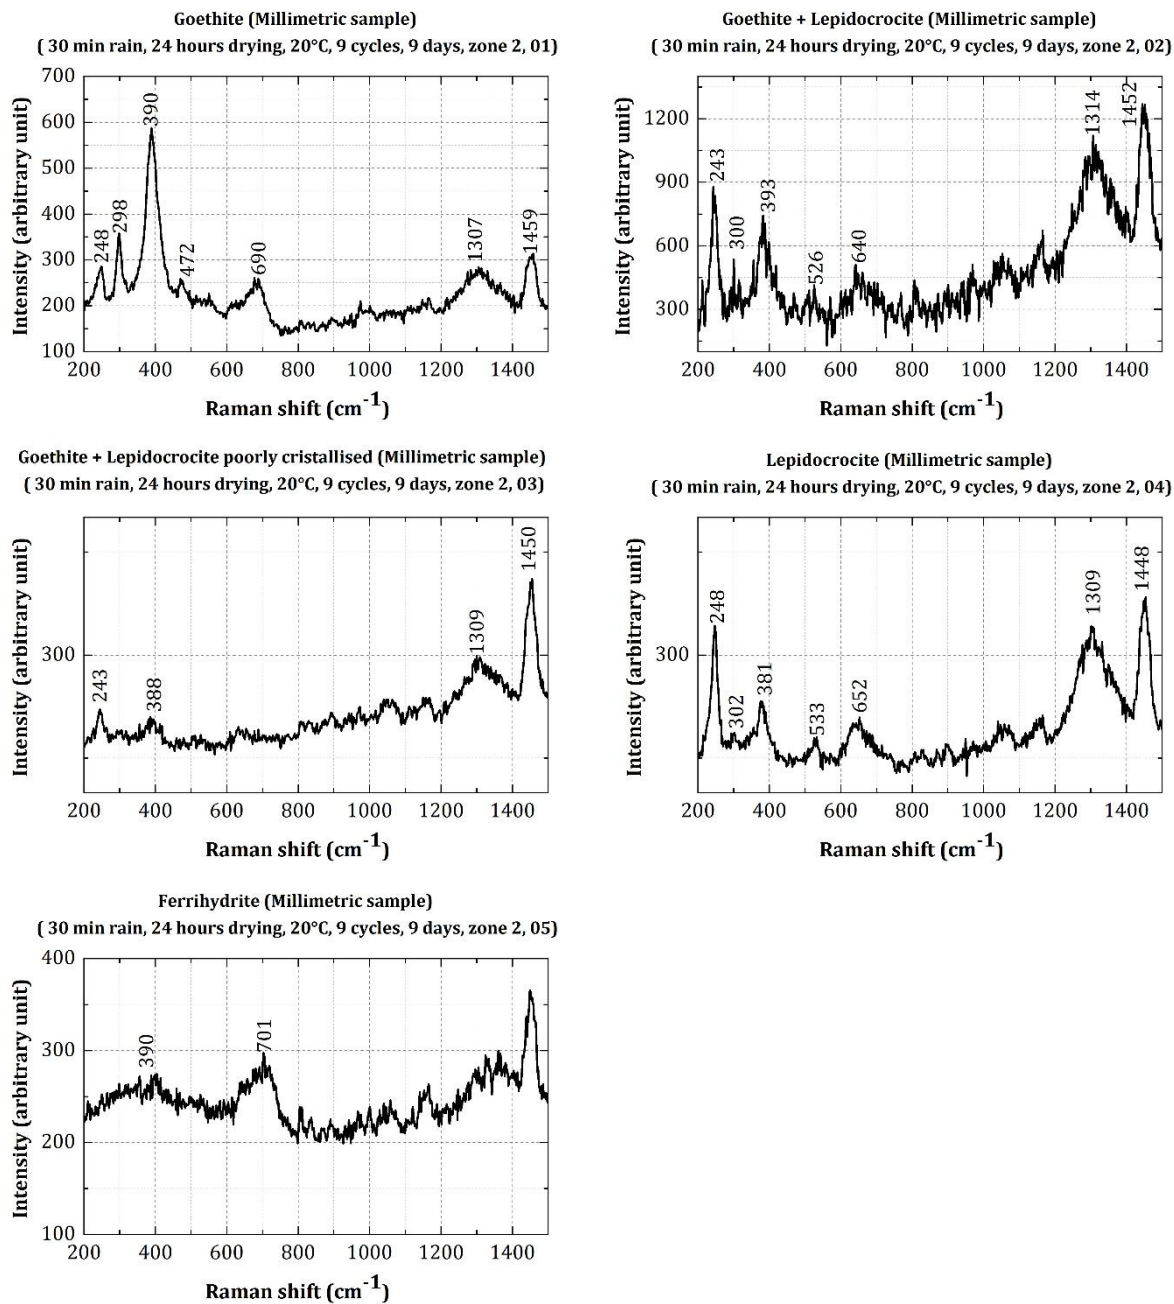 Goethite (Millimetric sample)
( 30 min rain, 24 hours drying, 20°C, 9 cycles, 9 days, zone 2, 01)
700
600
500
400
300
200
100
390
298
248
472
690
1307
1459
200 400 600 800 1000 1200 1400
Intensity (arbitrary unit)
Raman shift (cm-1)
Goethite + Lepidocrocite (Millimetric sample)
( 30 min rain, 24 hours drying, 20°C, 9 cycles, 9 days, zone 2, 02)
1200
900
600
300
243
300
393
526
640
1314
1452
200 400 600 800 1000 1200 1400
Intensity (arbitrary unit)
Raman shift (cm-1)
Goethite + Lepidocrocite poorly cristallised (Millimetric sample)
( 30 min rain, 24 hours drying, 20°C, 9 cycles, 9 days, zone 2, 03)
300
243
388
1309
1450
200 400 600 800 1000 1200 1400
Intensity (arbitrary unit)
Raman shift (cm-1)
Lepidocrocite (Millimetric sample)
( 30 min rain, 24 hours drying, 20°C, 9 cycles, 9 days, zone 2, 04)
300
248
302
381
533
652
1309
1448
200 400 600 800 1000 1200 1400
Intensity (arbitrary unit)
Raman shift (cm-1)
Ferrihydrite (Millimetric sample)
( 30 min rain, 24 hours drying, 20°C, 9 cycles, 9 days, zone 2, 05)
400
300
200
100
390
701
200 400 600 800 1000 1200 1400
Intensity (arbitrary unit)
Raman shift (cm-1)